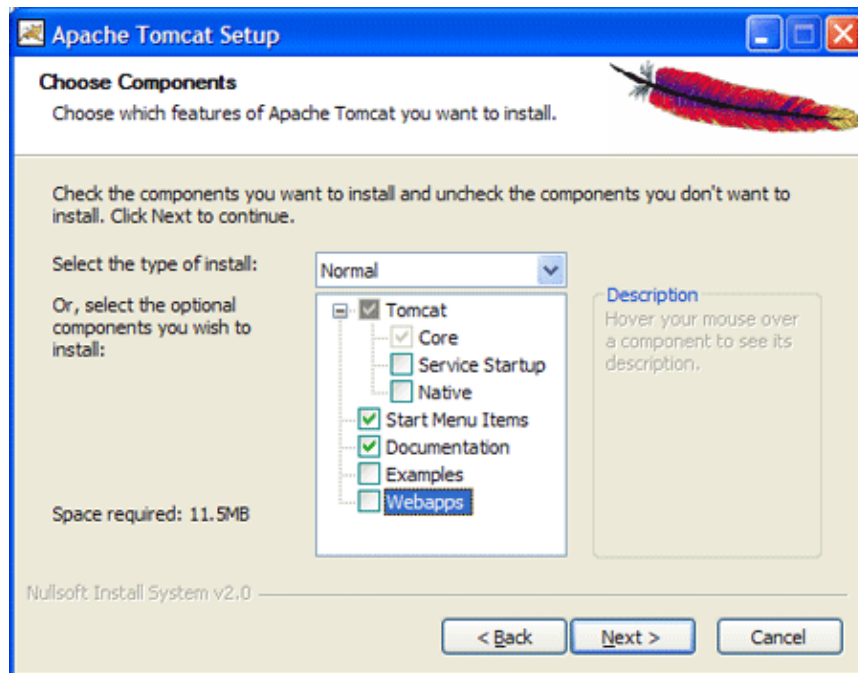 Apache Tomcat Setup
Choose Components
Choose which features of Apache Tomcat you want to install.
Check the components you want to install and uncheck the components you don't want to
install. Click Next to continue.
Select the type of install:
Normal
Or, select the optional
components you wish to
install:
Tomcat
Core
Service Startup
Native
Start Menu Items
Documentation
Examples
Webapps
Description
Hover your mouse over
a component to see its
description.
Space required: 11.5MB
Nullsoft Install System v2.0
< Back
Next >
Cancel